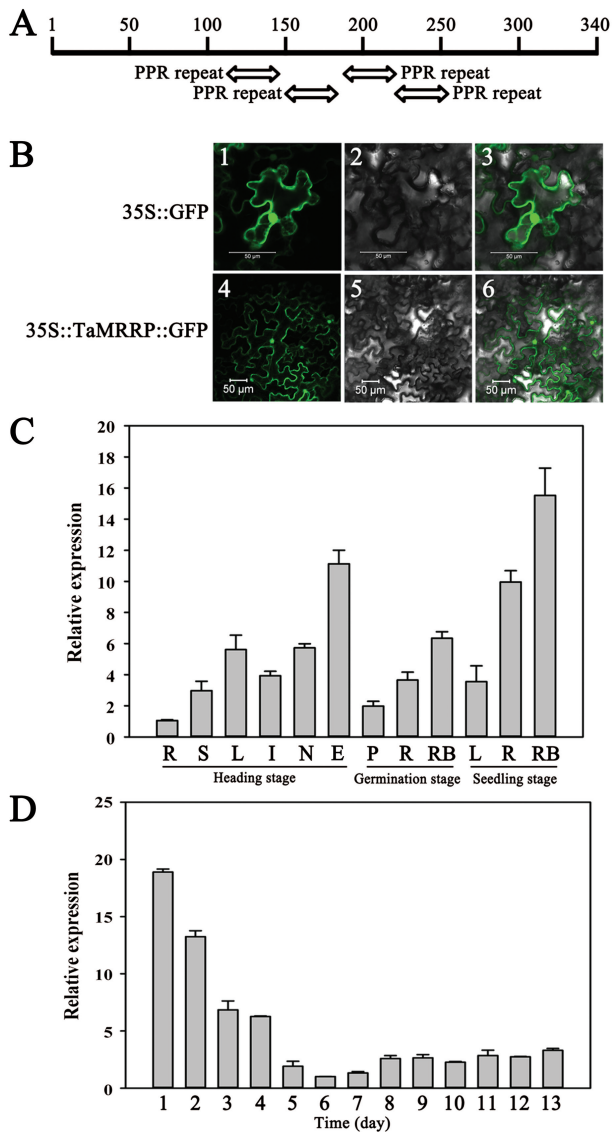 A
1 50 100 150 200 250 300 340
PPR repeat PPR repeat
PPR repeat PPR repeat
B
35S::GFP
1 2 3
50 µm 50 µm 50 µm
35S::TaMRRP::GFP
4 5 6
50 µm 50 µm 50 µm
C
Relative expression
20
18
16
14
12
10
8
6
4
2
0
R S L I N E P R RB L R RB
Heading stage Germination stage Seedling stage
D
Relative expression
25
20
15
10
5
0
1 2 3 4 5 6 7 8 9 10 11 12 13
Time (day)